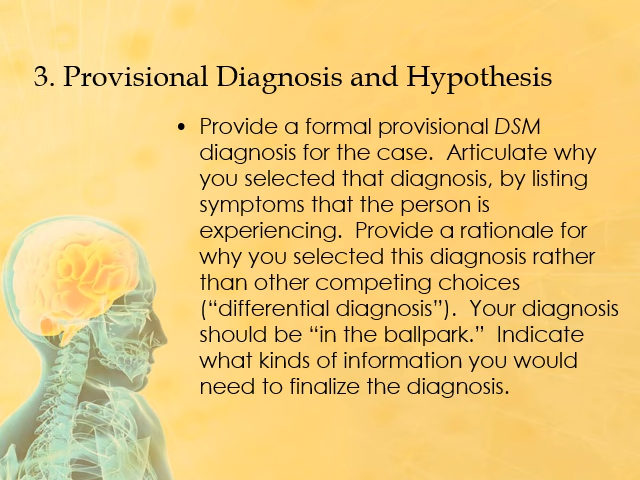 3. Provisional Diagnosis and Hypothesis
• Provide a formal provisional DSM
diagnosis for the case.  Articulate why
you selected that diagnosis, by listing
symptoms that the person is
experiencing.  Provide a rationale for
why you selected this diagnosis rather
than other competing choices
(“differential diagnosis”).  Your diagnosis
should be “in the ballpark.”  Indicate
what kinds of information you would
need to finalize the diagnosis.